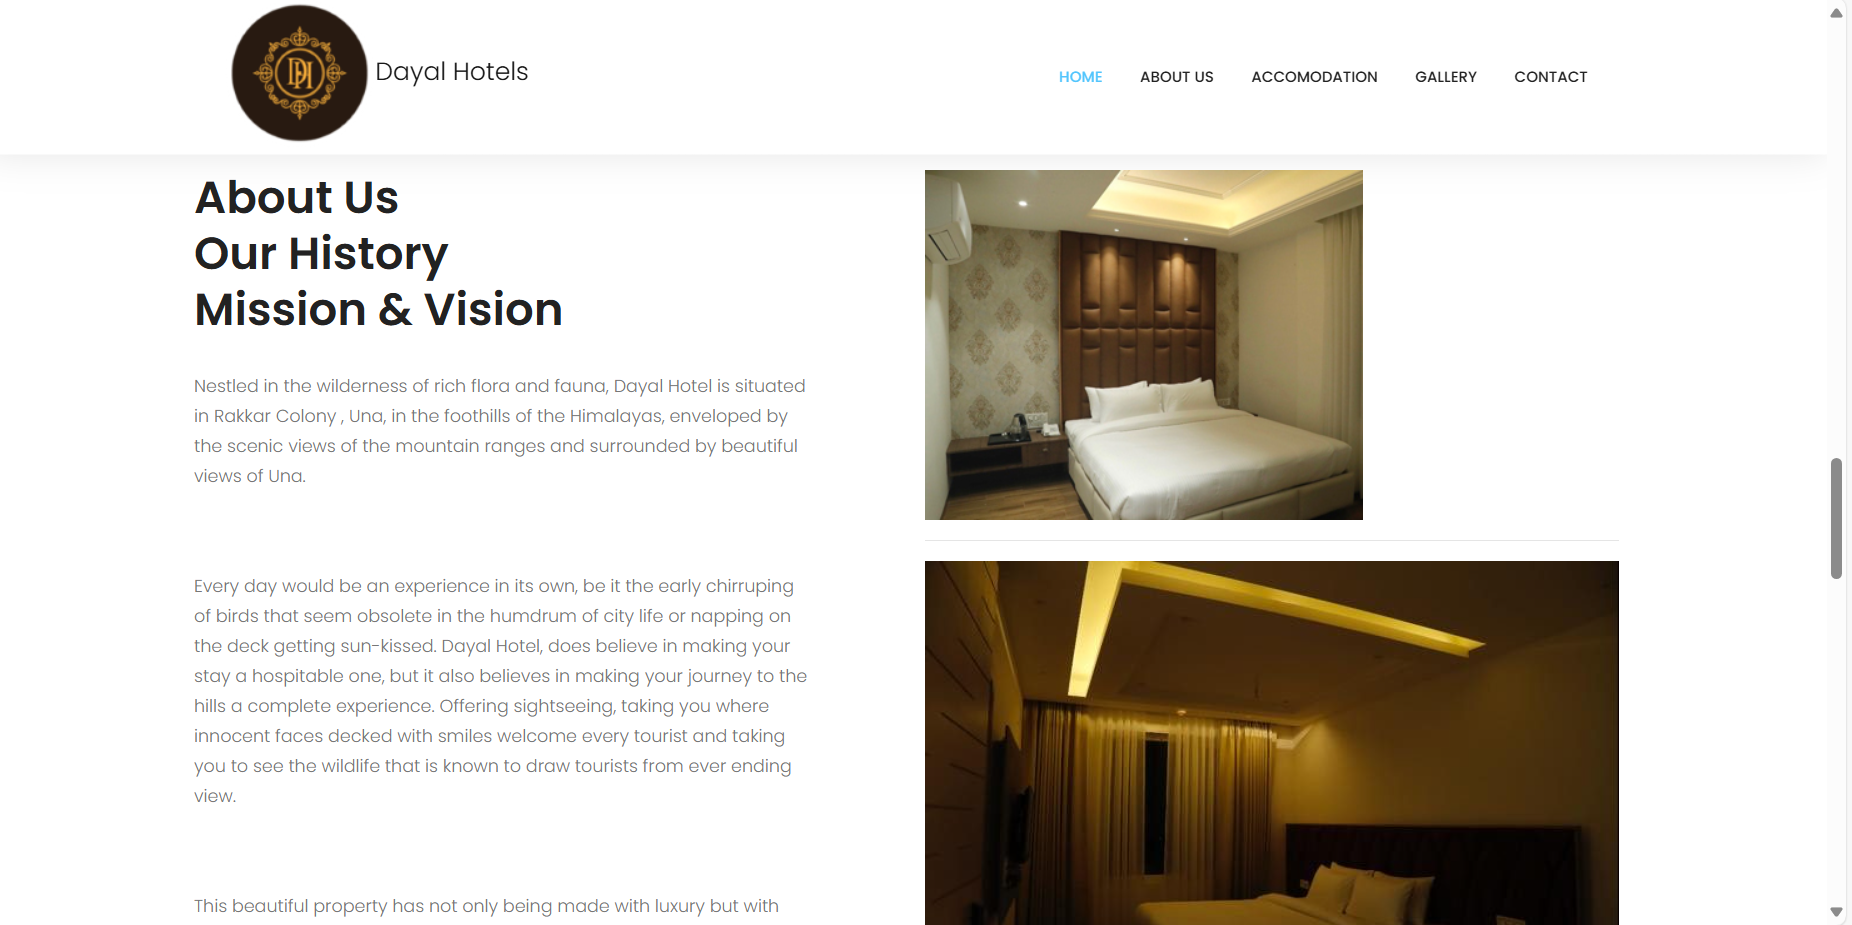 DH
Dayal Hotels
HOME
ABOUT US
ACCOMODATION
GALLERY
CONTACT
About Us
Our History
Mission & Vision
Nestled in the wilderness of rich flora and fauna, Dayal Hotel is situated
in Rakkar Colony , Una, in the foothills of the Himalayas, enveloped by
the scenic views of the mountain ranges and surrounded by beautiful
views of Una.
Every day would be an experience in its own, be it the early chirruping
of birds that seem obsolete in the humdrum of city life or napping on
the deck getting sun-kissed. Dayal Hotel, does believe in making your
stay a hospitable one, but it also believes in making your journey to the
hills a complete experience. Offering sightseeing, taking you where
innocent faces decked with smiles welcome every tourist and taking
you to see the wildlife that is known to draw tourists from ever ending
view.
This beautiful property has not only being made with luxury but with